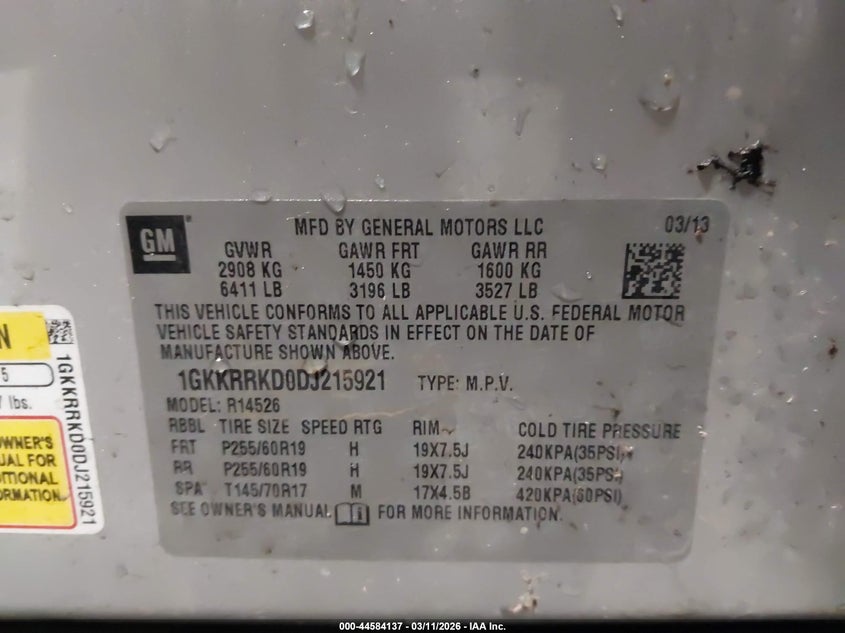 GM
MFD BY GENERAL MOTORS LLC 03/13
GVWR GAWR FRT GAWR RR
2908 KG 1450 KG 1600 KG
6411 LB 3196 LB 3527 LB
THIS VEHICLE CONFORMS TO ALL APPLICABLE U.S. FEDERAL MOTOR
VEHICLE SAFETY STANDARDS IN EFFECT ON THE DATE OF
MANUFACTURE SHOWN ABOVE.
1GKKRRKD0DJ215921 TYPE: M.P.V.
MODEL: R14526
RBBL TIRE SIZE SPEED RTG RIM COLD TIRE PRESSURE
FRT P255/60R19 H 19X7.5J 240KPA(35PSI)
RR P255/60R19 H 19X7.5J 240KPA(35PSI)
SPA T145/70R17 M 17X4.5B 420KPA(60PSI)
SEE OWNER'S MANUAL FOR MORE INFORMATION.
N
5
lbs.
OWNER'S
UAL FOR
ITIONAL
ORMATION.
1GKKRRKD0DJ215921
000-44584137 - 03/11/2026 - IAA Inc.